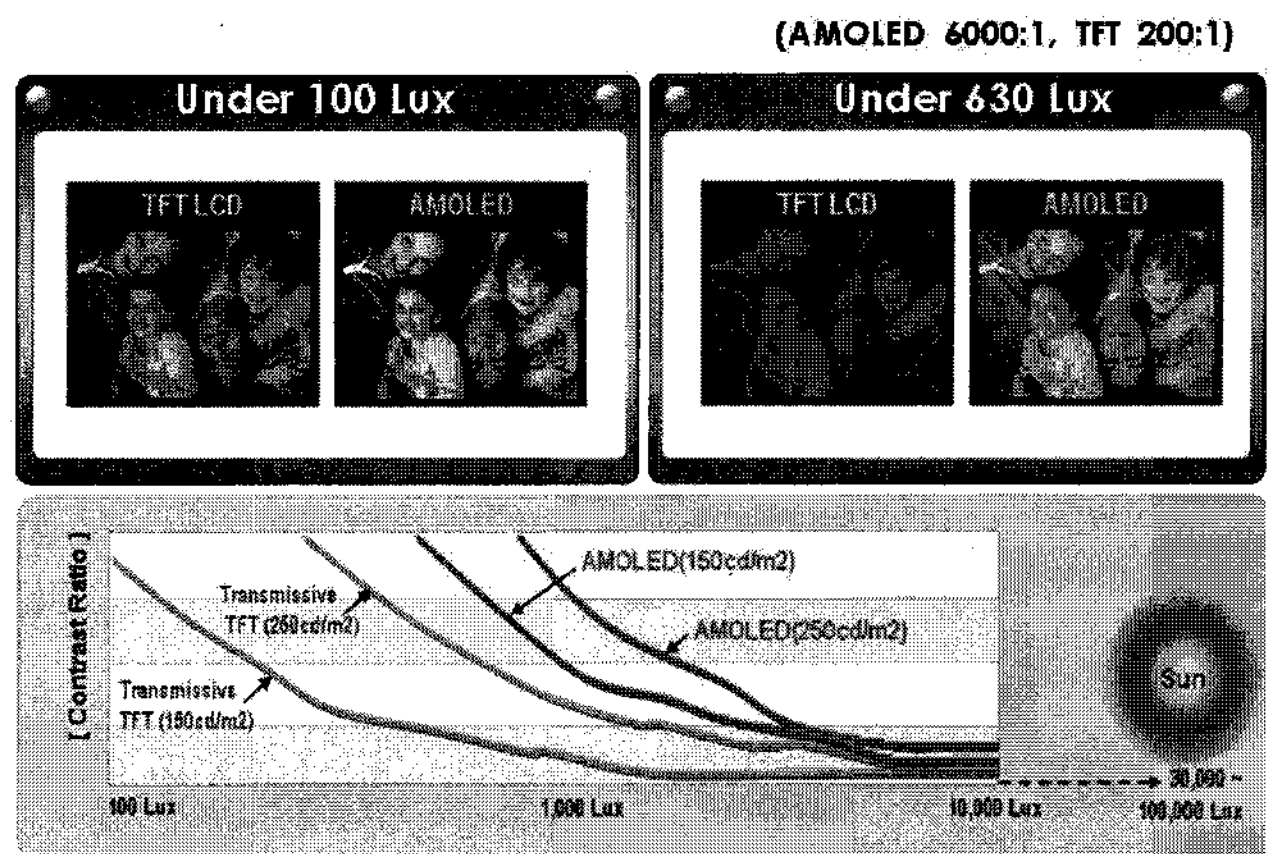 (AMOLED 6000:1, TFT 200:1)
Under 100 Lux
Under 630 Lux
TFT LCD
AMOLED
TFT LCD
AMOLED
[ Contrast Ratio ]
AMOLED(150cd/m2)
Transmissive
TFT (250cd/m2)
AMOLED(250cd/m2)
Transmissive
TFT (150cd/m2)
Sun
100 Lux
1,000 Lux
10,000 Lux
30,000 ~
100,000 Lux